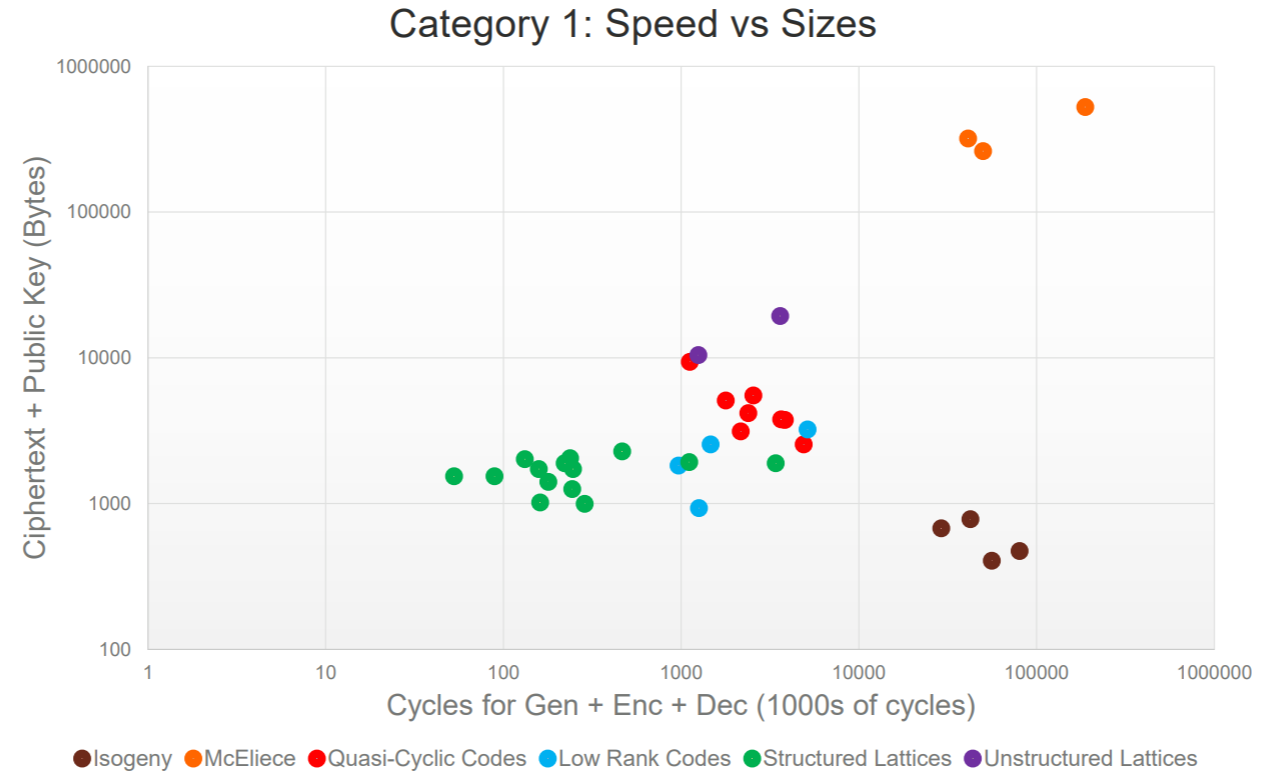 Category 1: Speed vs Sizes
Ciphertext + Public Key (Bytes)
1000000
100000
10000
1000
100
1 10 100 1000 10000 100000 1000000
Cycles for Gen + Enc + Dec (1000s of cycles)
Isogeny McEliece Quasi-Cyclic Codes Low Rank Codes Structured Lattices Unstructured Lattices